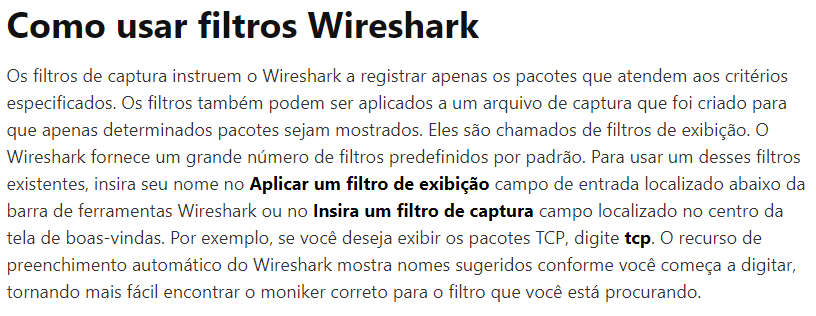 Como usar filtros Wireshark
Os filtros de captura instruem o Wireshark a registrar apenas os pacotes que atendem aos critérios
especificados. Os filtros também podem ser aplicados a um arquivo de captura que foi criado para
que apenas determinados pacotes sejam mostrados. Eles são chamados de filtros de exibição. O
Wireshark fornece um grande número de filtros predefinidos por padrão. Para usar um desses filtros
existentes, insira seu nome no Aplicar um filtro de exibição campo de entrada localizado abaixo da
barra de ferramentas Wireshark ou no Insira um filtro de captura campo localizado no centro da
tela de boas-vindas. Por exemplo, se você deseja exibir os pacotes TCP, digite tcp. O recurso de
preenchimento automático do Wireshark mostra nomes sugeridos conforme você começa a digitar,
tornando mais fácil encontrar o moniker correto para o filtro que você está procurando.